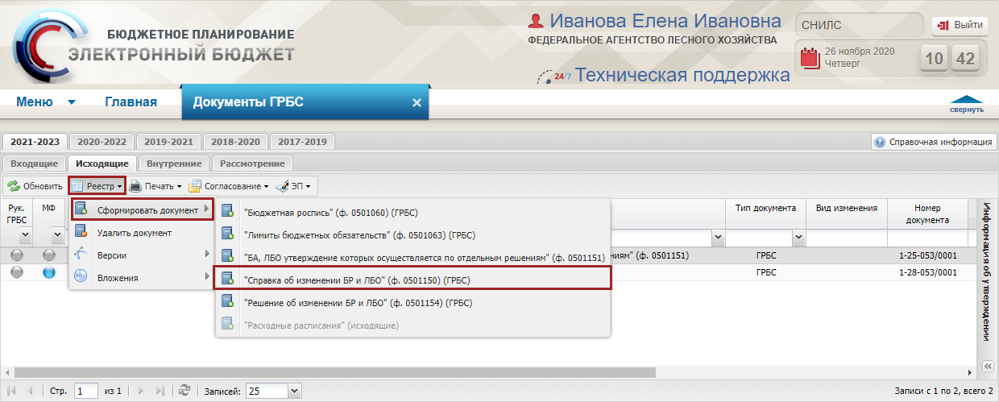 БЮДЖЕТНОЕ ПЛАНИРОВАНИЕ
ЭЛЕКТРОННЫЙ БЮДЖЕТ
Иванова Елена Ивановна
ФЕДЕРАЛЬНОЕ АГЕНТСТВО ЛЕСНОГО ХОЗЯЙСТВА
24/7 Техническая поддержка
СНИЛС
Выйти
26 ноября 2020
Четверг
10 42
Меню Главная Документы ГРБС
свернуть
2021-2023 2020-2022 2019-2021 2018-2020 2017-2019
Справочная информация
Входящие Исходящие Внутренние Рассмотрение
Обновить Реестр Печать Согласование ЭП
Рук. ГРБС
МФ
Тип документа
Вид изменения
Номер документа
Сформировать документ
Удалить документ
Версии
Вложения
"Бюджетная роспись" (ф. 0501060) (ГРБС)
"Лимиты бюджетных обязательств" (ф. 0501063) (ГРБС)
"БА, ЛБО утверждение которых осуществляется по отдельным решениям" (ф. 0501151)
"Справка об изменении БР и ЛБО" (ф. 0501150) (ГРБС)
"Решение об изменении БР и ЛБО" (ф. 0501154) (ГРБС)
"Расходные расписания" (исходящие)
ниям" (ф. 0501151) ГРБС 1-25-053/0001
ГРБС 1-28-053/0001
Информация об утверждении
Стр. 1 из 1 Записей: 25
Записи с 1 по 2, всего 2